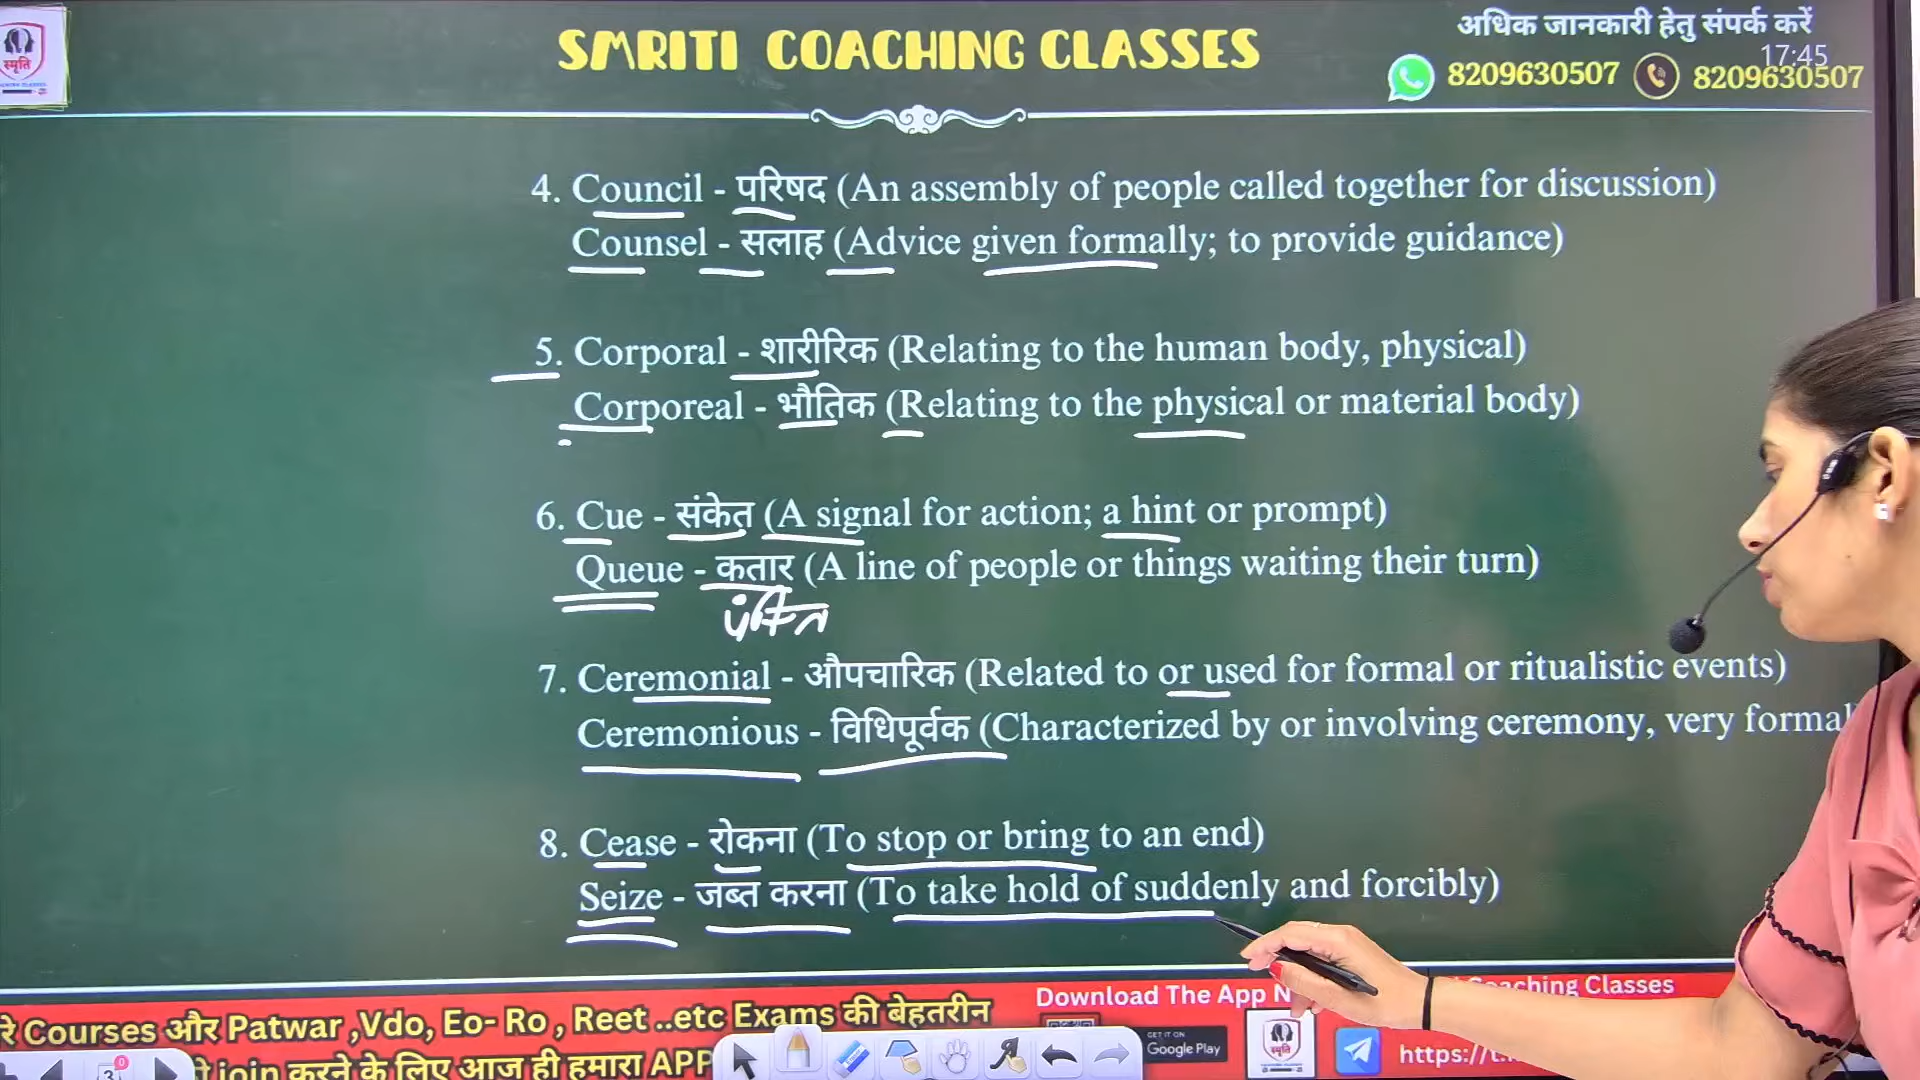 स्मृति
SMRITI COACHING CLASSES
अधिक जानकारी हेतु संपर्क करें
17:45
8209630507 8209630507
4. Council - परिषद (An assembly of people called together for discussion)
Counsel - सलाह (Advice given formally; to provide guidance)
5. Corporal - शारीरिक (Relating to the human body, physical)
Corporeal - भौतिक (Relating to the physical or material body)
6. Cue - संकेत (A signal for action; a hint or prompt)
Queue - कतार (A line of people or things waiting their turn)
पंक्ति
7. Ceremonial - औपचारिक (Related to or used for formal or ritualistic events)
Ceremonious - विधिपूर्वक (Characterized by or involving ceremony, very formal
8. Cease - रोकना (To stop or bring to an end)
Seize - जब्त करना (To take hold of suddenly and forcibly)
रे Courses और Patwar ,Vdo, Eo- Ro , Reet ..etc Exams की बेहतरीन
join करने के लिए आज ही हमारा APP
Download The App N
Coaching Classes
GET IT ON
Google Play
स्मृति
https://t.
3
0